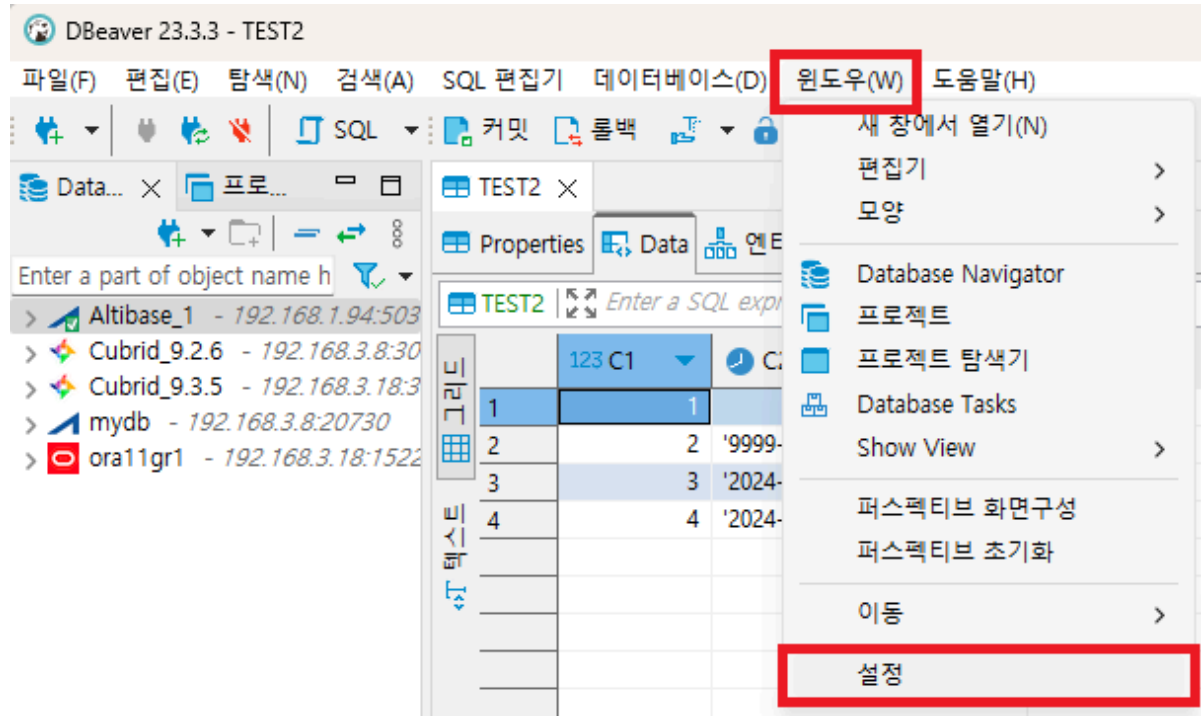 DBeaver 23.3.3 - TEST2
파일(F) 편집(E) 탐색(N) 검색(A) SQL 편집기 데이터베이스(D) 윈도우(W) 도움말(H)
SQL 커밋 롤백
Data... 프로...
TEST2
Properties Data 엔티
Enter a part of object name h
TEST2 Enter a SQL expr
Altibase_1 - 192.168.1.94:503
Cubrid_9.2.6 - 192.168.3.8:30
Cubrid_9.3.5 - 192.168.3.18:3
mydb - 192.168.3.8:20730
ora11gr1 - 192.168.3.18:1522
그리드
텍스트
123 C1 C2
1 1
2 2 '9999-
3 3 '2024-
4 4 '2024-
새 창에서 열기(N)
편집기
모양
Database Navigator
프로젝트
프로젝트 탐색기
Database Tasks
Show View
퍼스펙티브 화면구성
퍼스펙티브 초기화
이동
설정